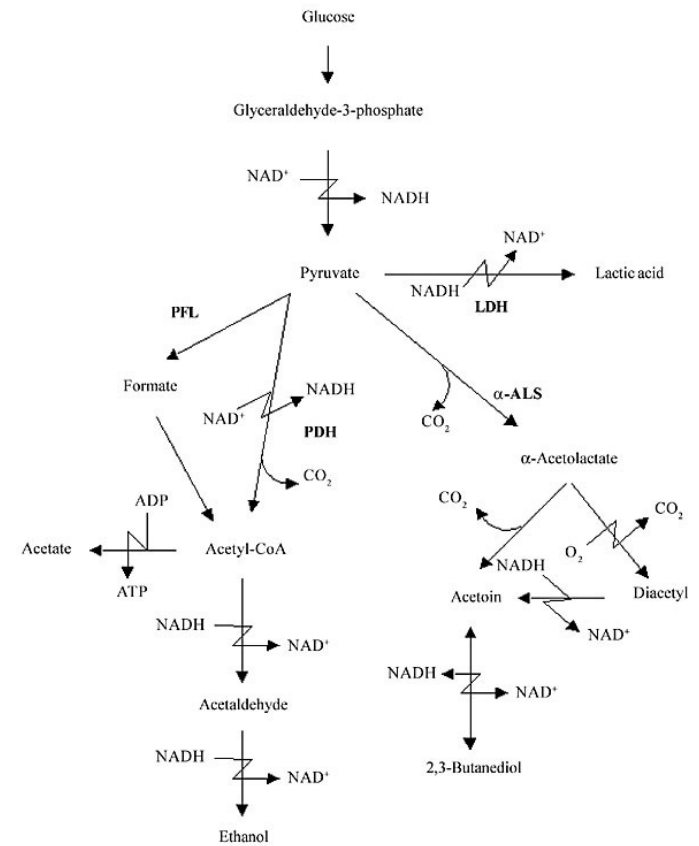 Glucose
Glyceraldehyde-3-phosphate
NAD⁺
NADH
NAD⁺
Pyruvate
Lactic acid
NADH
LDH
PFL
Formate
NADH
α-ALS
NAD⁺
CO₂
PDH
α-Acetolactate
CO₂
ADP
CO₂
CO₂
Acetate
Acetyl-CoA
O₂
NADH
ATP
Acetoin
Diacetyl
NADH
NAD⁺
NAD⁺
NADH
NAD⁺
Acetaldehyde
NADH
NAD⁺
2,3-Butanediol
Ethanol